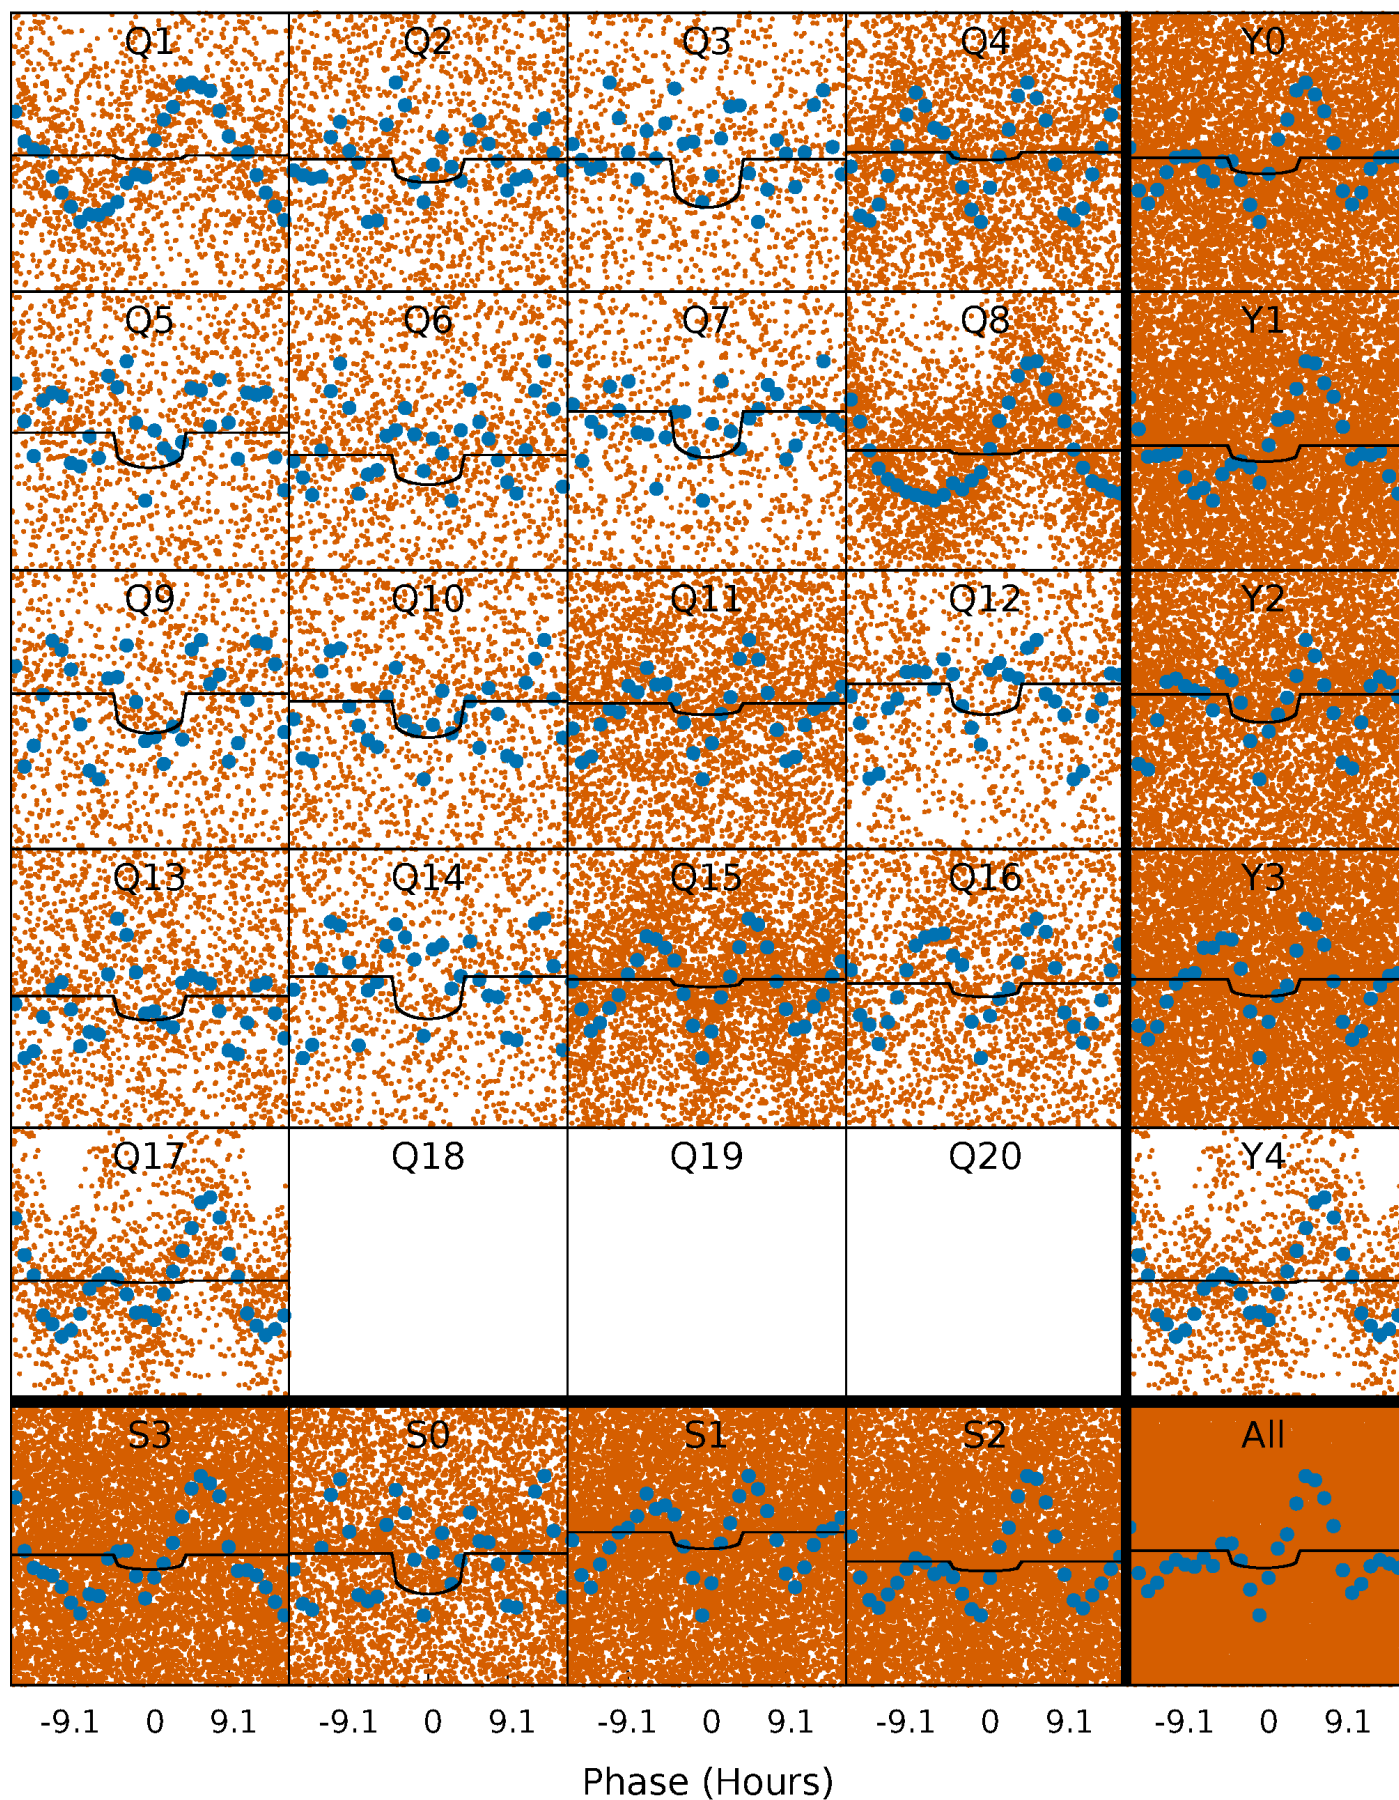 Q1 Q2 Q3 Q4 Y0
Q5 Q6 Q7 Q8 Y1
Q9 Q10 Q11 Q12 Y2
Q13 Q14 Q15 Q16 Y3
Q17 Q18 Q19 Q20 Y4
S3 S0 S1 S2 All
-9.1 0 9.1 -9.1 0 9.1 -9.1 0 9.1 -9.1 0 9.1 -9.1 0 9.1
Phase (Hours)